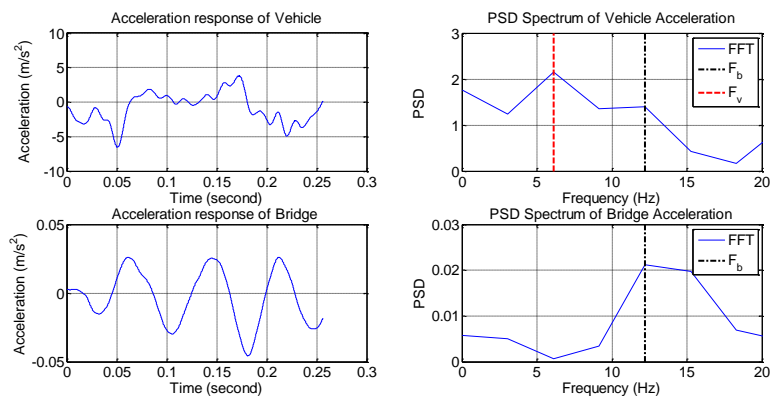 Acceleration response of Vehicle
Acceleration (m/s²)
10
5
0
-5
-10
0 0.05 0.1 0.15 0.2 0.25 0.3
Time (second)
PSD Spectrum of Vehicle Acceleration
PSD
3
2
1
0
0 5 10 15 20
Frequency (Hz)
FFT
F_b
F_v
Acceleration response of Bridge
Acceleration (m/s²)
0.05
0
-0.05
0 0.05 0.1 0.15 0.2 0.25 0.3
Time (second)
PSD Spectrum of Bridge Acceleration
PSD
0.03
0.02
0.01
0
0 5 10 15 20
Frequency (Hz)
FFT
F_b